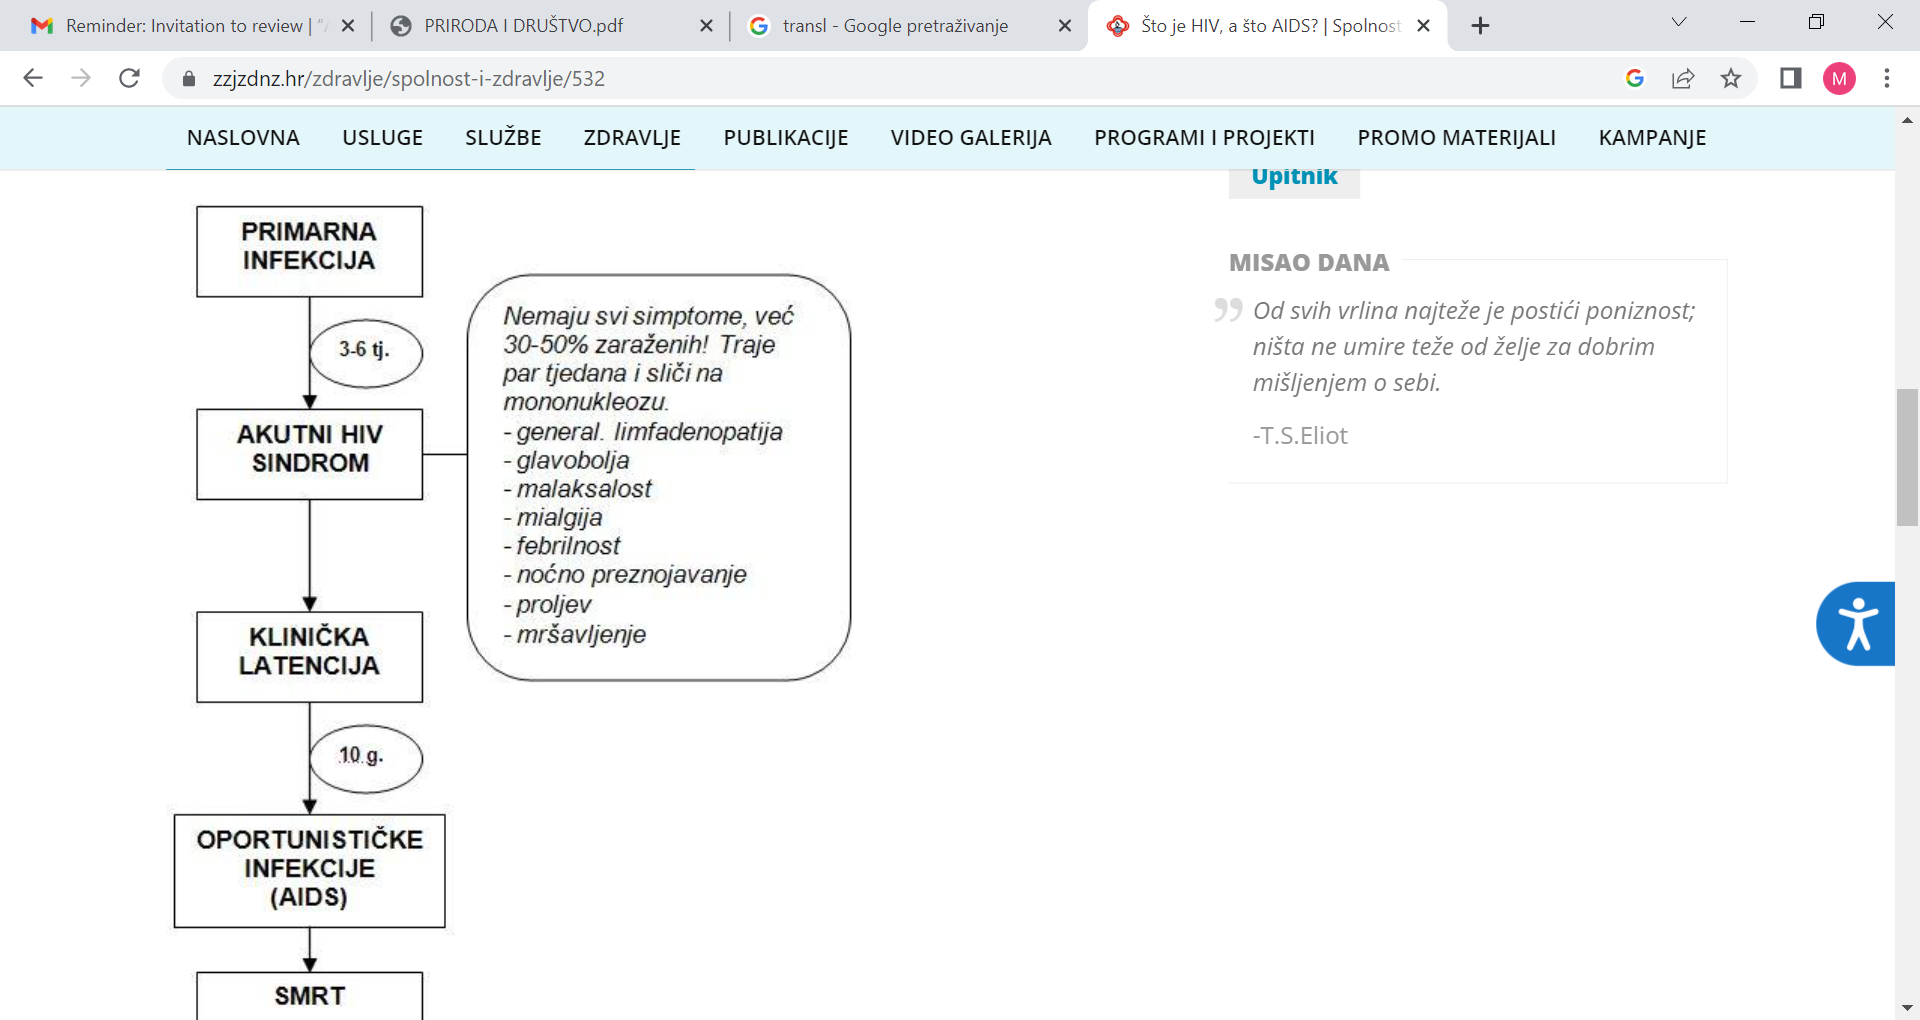 Reminder: Invitation to review | "
PRIRODA I DRUŠTVO.pdf
transl - Google pretraživanje
Što je HIV, a što AIDS? | Spolnost
zzjzdnz.hr/zdravlje/spolnost-i-zdravlje/532
M
NASLOVNA USLUGE SLUŽBE ZDRAVLJE PUBLIKACIJE VIDEO GALERIJA PROGRAMI I PROJEKTI PROMO MATERIJALI KAMPANJE
Upitnik
PRIMARNA
INFEKCIJA
3-6 tj.
AKUTNI HIV
SINDROM
Nemaju svi simptome, već
30-50% zaraženih! Traje
par tjedana i sliči na
mononukleozu.
- general. limfadenopatija
- glavobolja
- malaksalost
- mialgija
- febrilnost
- noćno preznojavanje
- proljev
- mršavljenje
KLINIČKA
LATENCIJA
10 g.
OPORTUNISTIČKE
INFEKCIJE
(AIDS)
SMRT
MISAO DANA
Od svih vrlina najteže je postići poniznost;
ništa ne umire teže od želje za dobrim
mišljenjem o sebi.
-T.S.Eliot